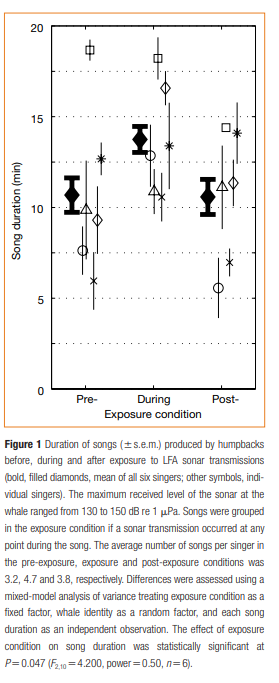 20
15
10
5
0
Song duration (min)
Pre-
During
Post-
Exposure condition
Figure 1 Duration of songs (± s.e.m.) produced by humpbacks
before, during and after exposure to LFA sonar transmissions
(bold, filled diamonds, mean of all six singers; other symbols, indi-
vidual singers). The maximum received level of the sonar at the
whale ranged from 130 to 150 dB re 1 μPa. Songs were grouped
in the exposure condition if a sonar transmission occurred at any
point during the song. The average number of songs per singer in
the pre-exposure, exposure and post-exposure conditions was
3.2, 4.7 and 3.8, respectively. Differences were assessed using a
mixed-model analysis of variance treating exposure condition as a
fixed factor, whale identity as a random factor, and each song
duration as an independent observation. The effect of exposure
condition on song duration was statistically significant at
P= 0.047 (F2,10 = 4.200, power = 0.50, n= 6).